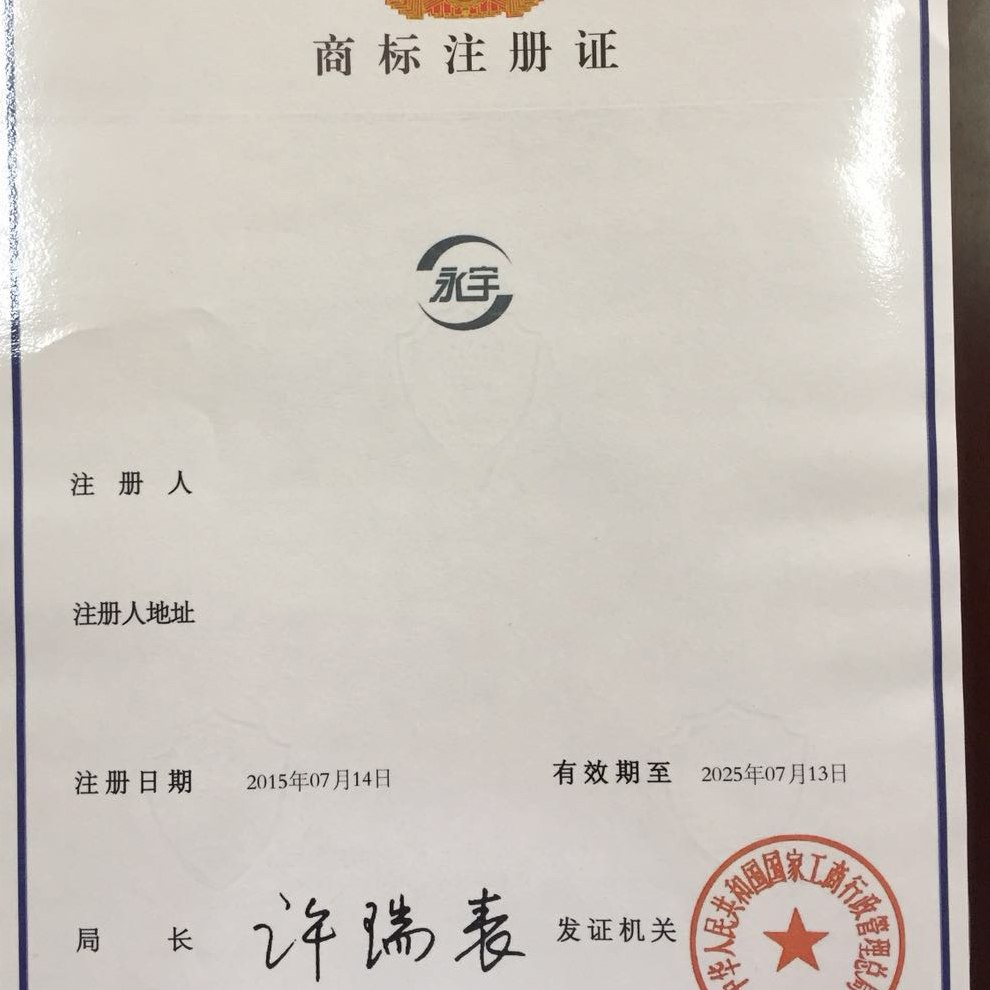 商标注册证
永宇
注册人
注册人地址
注册日期 2015年07月14日 有效期至 2025年07月13日
局长 许瑞表 发证机关
中华人民共和国国家工商行政管理总局